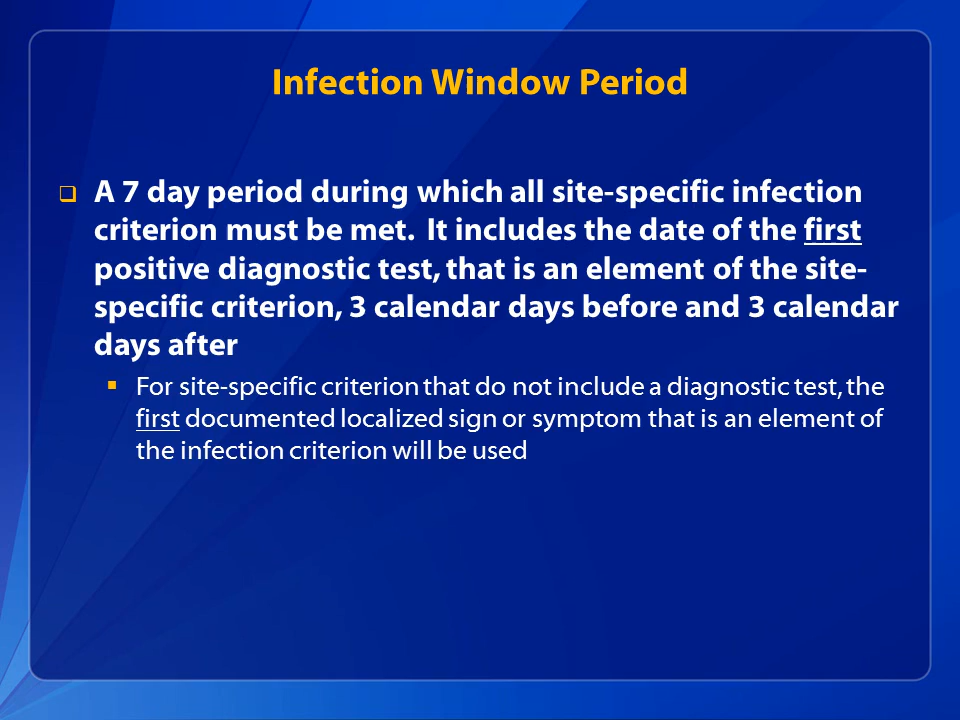 Infection Window Period
A 7 day period during which all site-specific infection
criterion must be met.  It includes the date of the first
positive diagnostic test, that is an element of the site-
specific criterion, 3 calendar days before and 3 calendar
days after
For site-specific criterion that do not include a diagnostic test, the
first documented localized sign or symptom that is an element of
the infection criterion will be used